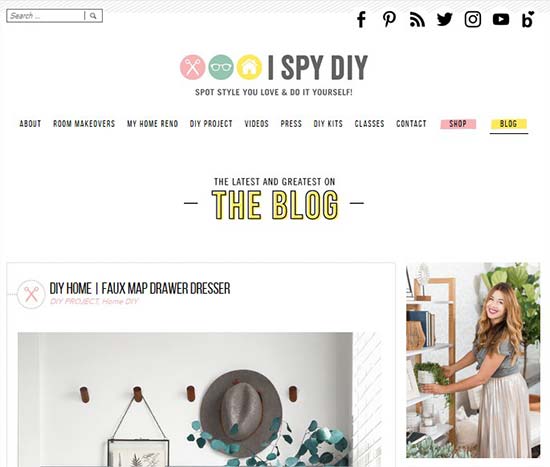 Search ...
I SPY DIY
SPOT STYLE YOU LOVE & DO IT YOURSELF!
ABOUT ROOM MAKEOVERS MY HOME RENO DIY PROJECT VIDEOS PRESS DIY KITS CLASSES CONTACT SHOP BLOG
THE LATEST AND GREATEST ON
THE BLOG
DIY HOME | FAUX MAP DRAWER DRESSER
DIY PROJECT, Home DIY